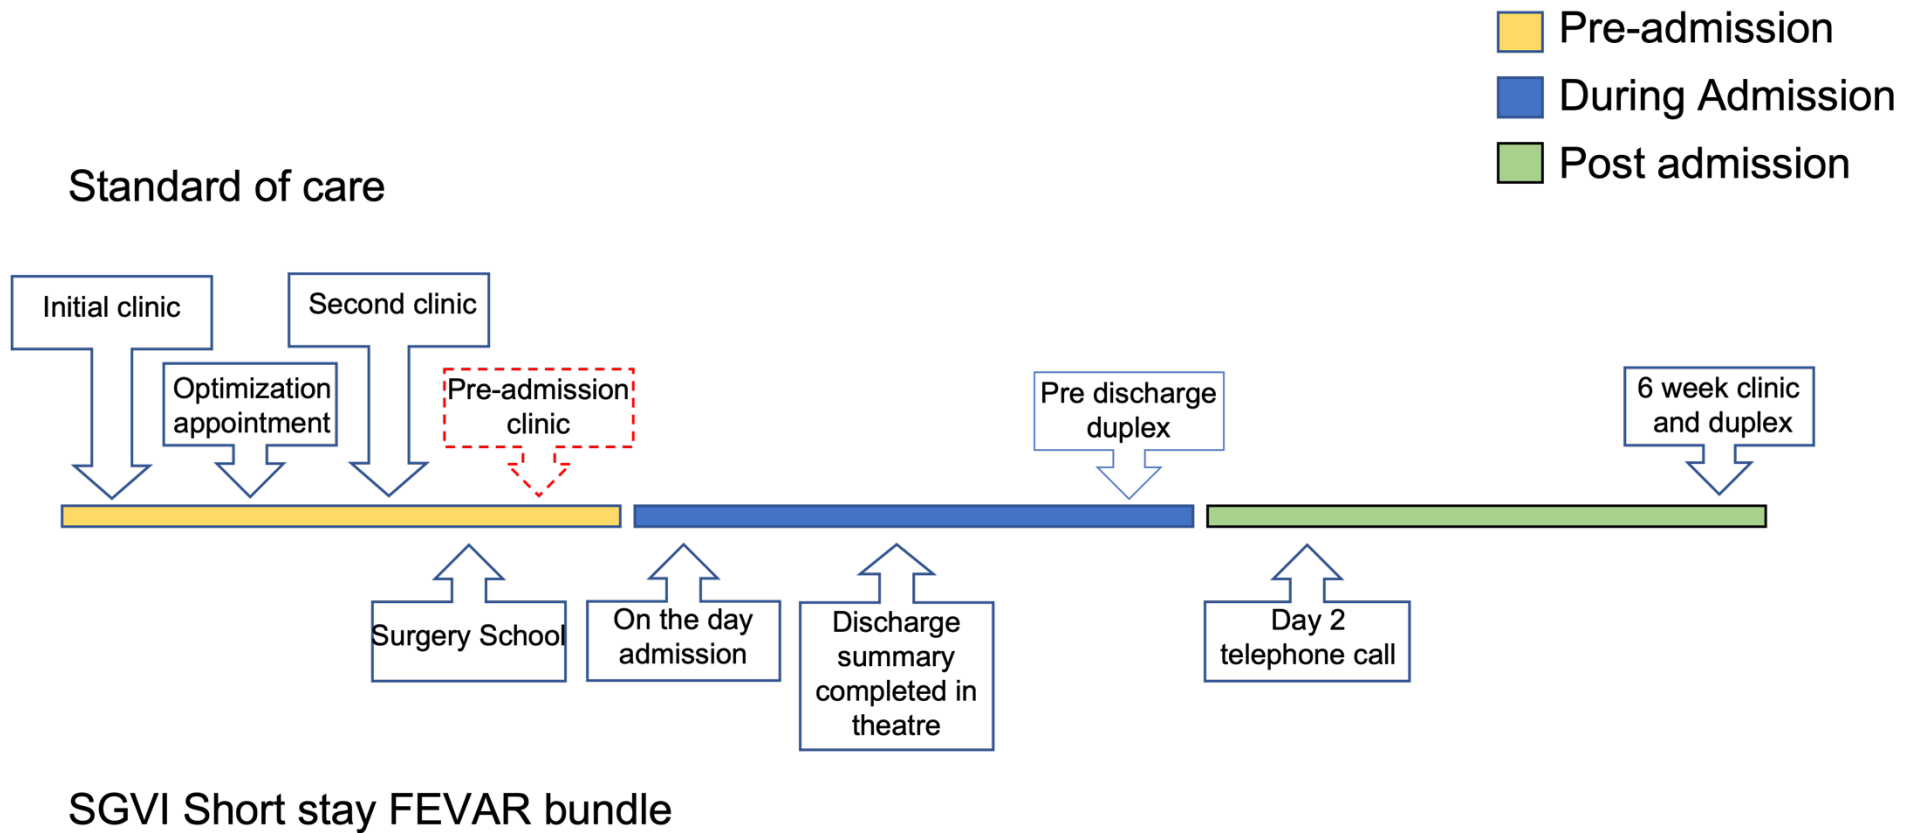 Pre-admission
During Admission
Post admission
Standard of care
Initial clinic
Second clinic
Optimization
appointment
Pre-admission
clinic
Pre discharge
duplex
6 week clinic
and duplex
Surgery School
On the day
admission
Discharge
summary
completed in
theatre
Day 2
telephone call
SGVI Short stay FEVAR bundle